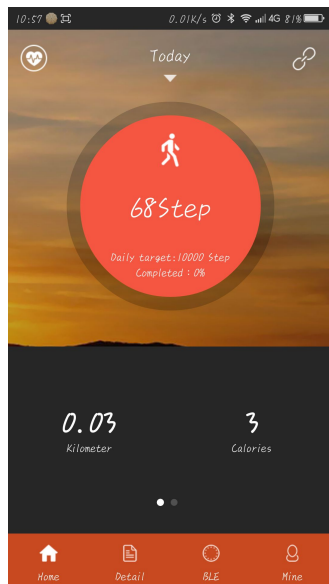 10:57 0.01K/s 4G 81%
Today
68Step
Daily target:10000 Step
Completed : 0%
0.03 3
Kilometer Calories
Home Detail BLE Mine